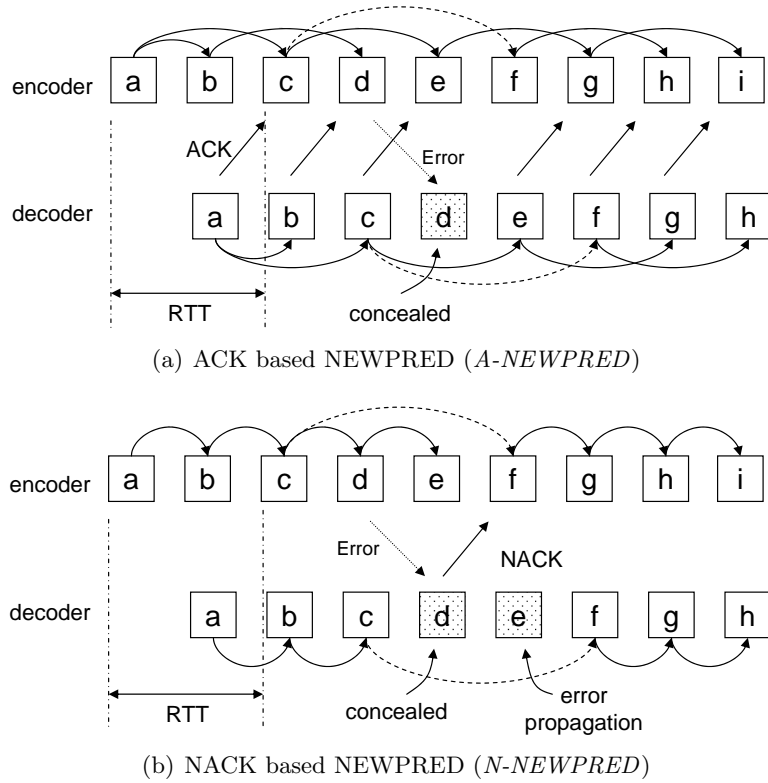 encoder a b c d e f g h i
ACK
Error
decoder a b c d e f g h
RTT
concealed
(a) ACK based NEWPRED (A-NEWPRED)
encoder a b c d e f g h i
Error
NACK
decoder a b c d e f g h
RTT
concealed
error
propagation
(b) NACK based NEWPRED (N-NEWPRED)